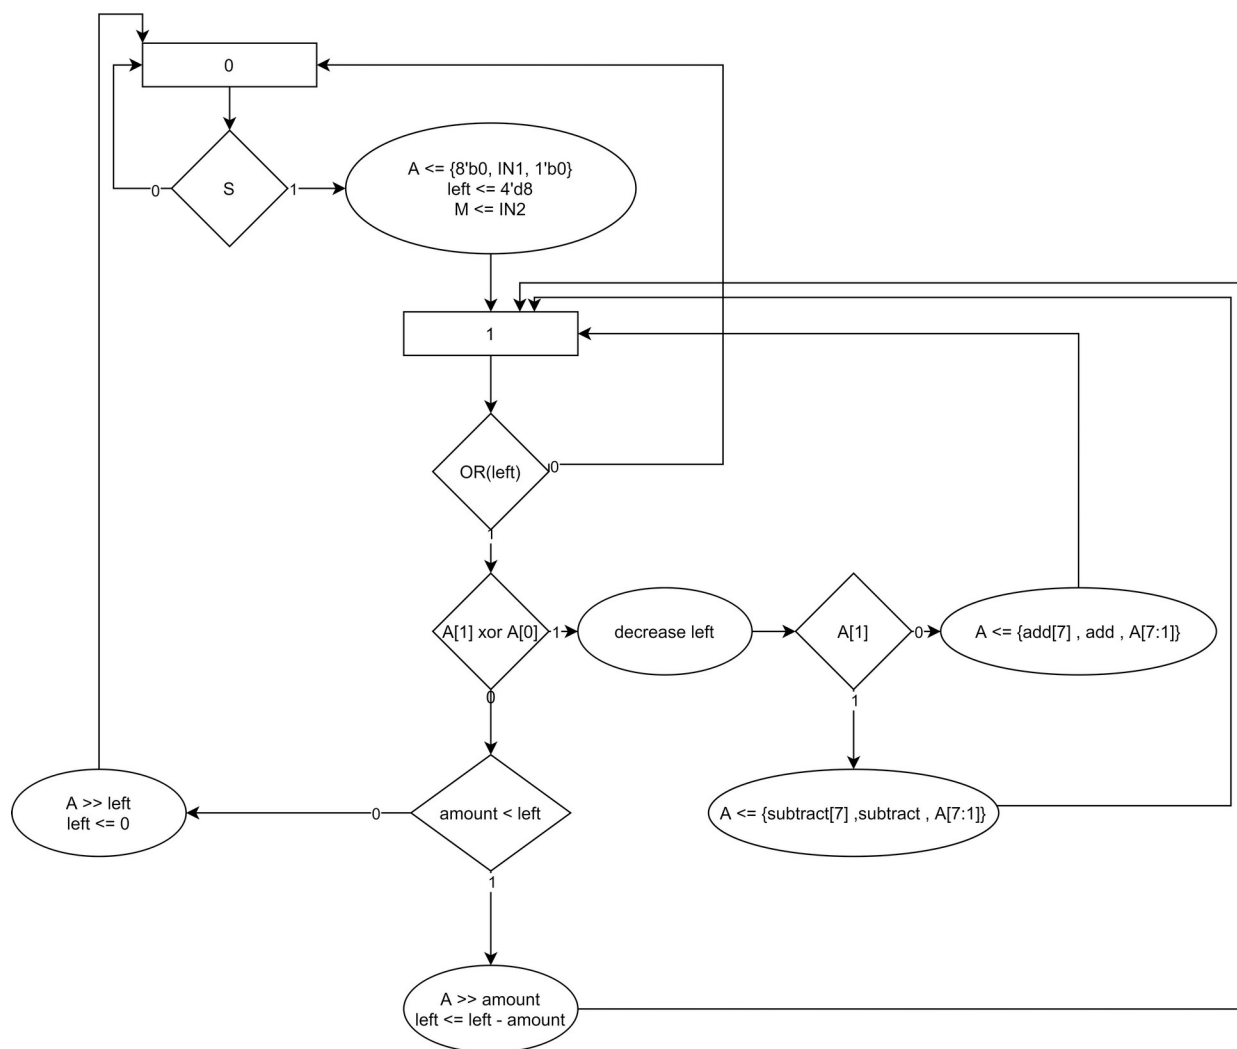 0
S
0
1
A <= {8'b0, IN1, 1'b0}
left <= 4'd8
M <= IN2
1
OR(left)
0
1
A[1] xor A[0]
1
decrease left
A[1]
0
A <= {add[7] , add , A[7:1]}
0
1
A >> left
left <= 0
0
amount < left
A <= {subtract[7] ,subtract , A[7:1]}
1
A >> amount
left <= left - amount